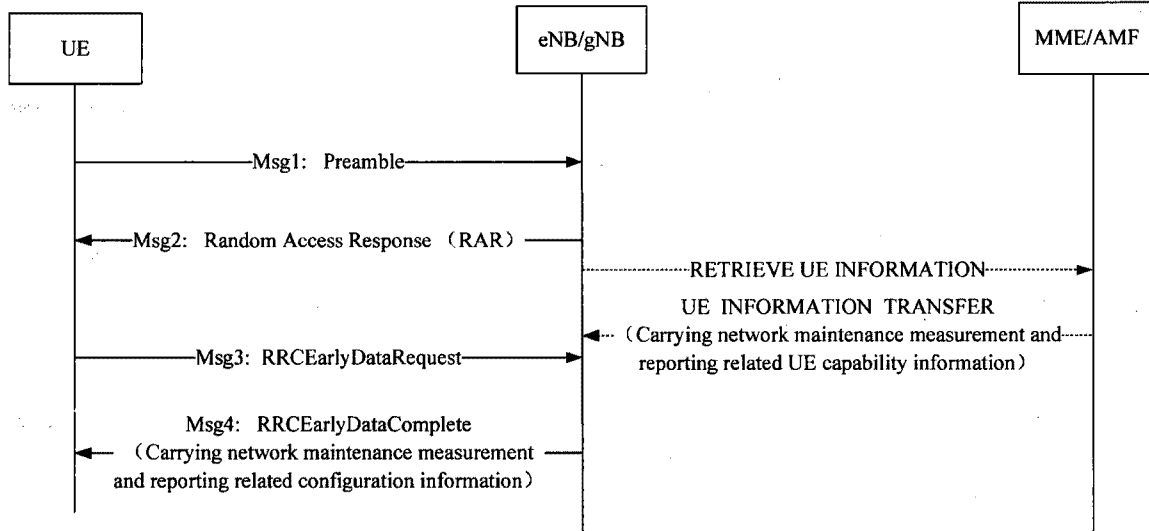 UE
eNB/gNB
MME/AMF
Msg1: Preamble
Msg2: Random Access Response （RAR）
RETRIEVE UE INFORMATION
UE INFORMATION TRANSFER
（Carrying network maintenance measurement and
reporting related UE capability information）
Msg3: RRCEarlyDataRequest
Msg4: RRCEarlyDataComplete
（Carrying network maintenance measurement
and reporting related configuration information）